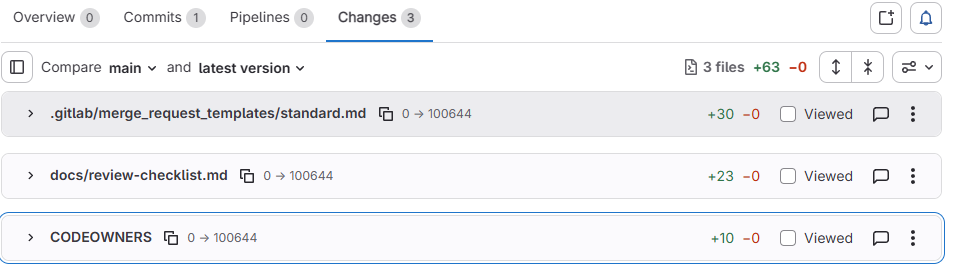 Overview 0 Commits 1 Pipelines 0 Changes 3
Compare main and latest version 3 files +63 −0
.gitlab/merge_request_templates/standard.md 0 → 100644 +30 −0 Viewed
docs/review-checklist.md 0 → 100644 +23 −0 Viewed
CODEOWNERS 0 → 100644 +10 −0 Viewed